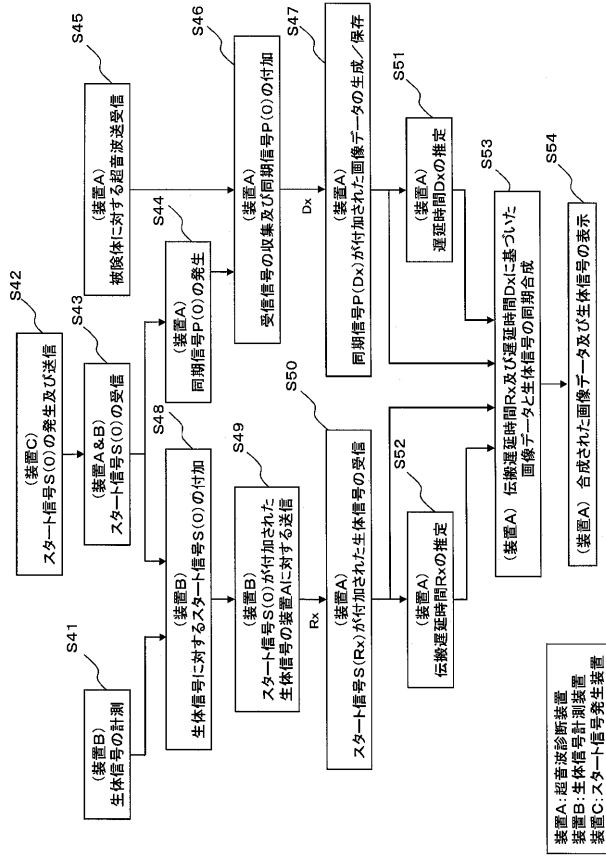 S41
(装置B)
生体信号の計測
S42
(装置C)
スタート信号S(0)の発生及び送信
S43
(装置A&B)
スタート信号S(0)の受信
S44
(装置A)
同期信号P(0)の発生
S45
(装置A)
被険体に対する超音波送受信
S46
(装置A)
受信信号の収集及び同期信号P(0)の付加
Dx
S47
(装置A)
同期信号P(Dx)が付加された画像データの生成/保存
S48
(装置B)
生体信号に対するスタート信号S(0)の付加
S49
(装置B)
スタート信号S(0)が付加された
生体信号の装置Aに対する送信
Rx
S50
(装置A)
スタート信号S(Rx)が付加された生体信号の受信
S51
(装置A)
遅延時間Dxの推定
S52
(装置A)
伝搬遅延時間Rxの推定
S53
(装置A) 伝搬遅延時間Rx及び遅延時間Dxに基づいた
画像データと生体信号の同期合成
S54
(装置A) 合成された画像データ及び生体信号の表示
装置A:超音波診断装置
装置B:生体信号計測装置
装置C:スタート信号発生装置